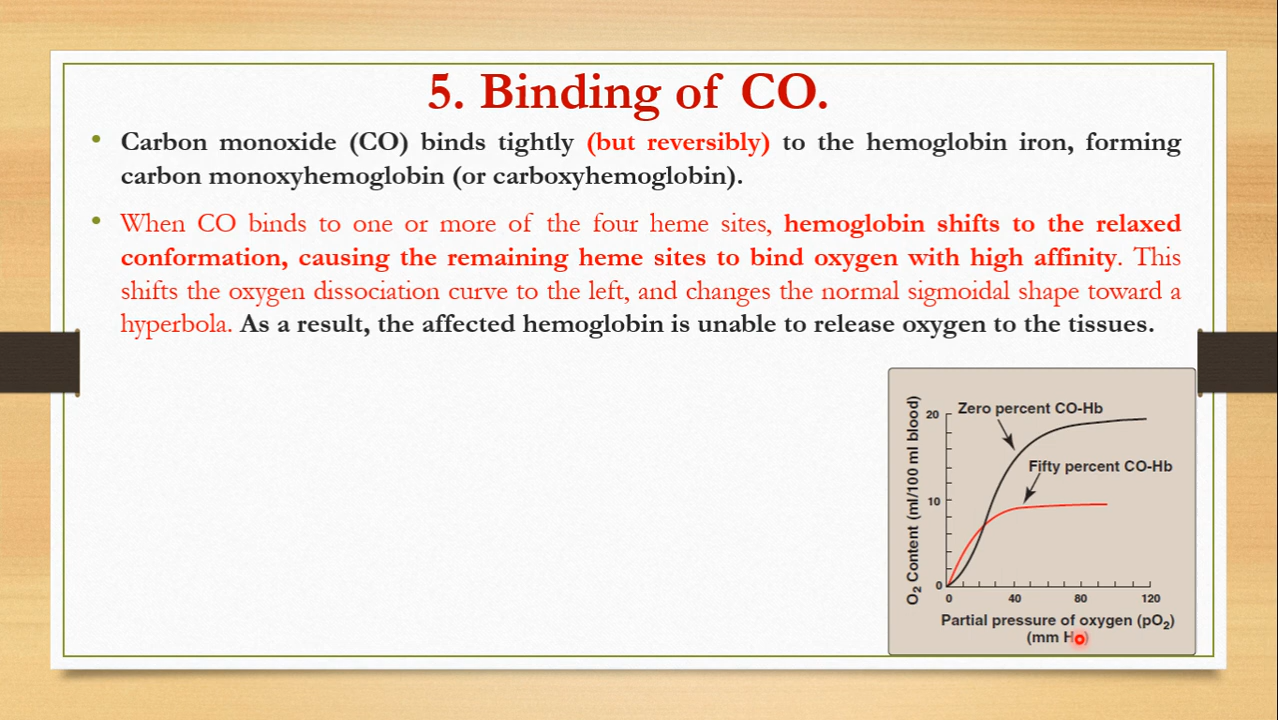 5. Binding of CO.
• Carbon monoxide (CO) binds tightly (but reversibly) to the hemoglobin iron, forming
carbon monoxyhemoglobin (or carboxyhemoglobin).
• When CO binds to one or more of the four heme sites, hemoglobin shifts to the relaxed
conformation, causing the remaining heme sites to bind oxygen with high affinity. This
shifts the oxygen dissociation curve to the left, and changes the normal sigmoidal shape toward a
hyperbola. As a result, the affected hemoglobin is unable to release oxygen to the tissues.
O2 Content (ml/100 ml blood)
20
Zero percent CO-Hb
Fifty percent CO-Hb
10
0
0 40 80 120
Partial pressure of oxygen (pO2)
(mm H